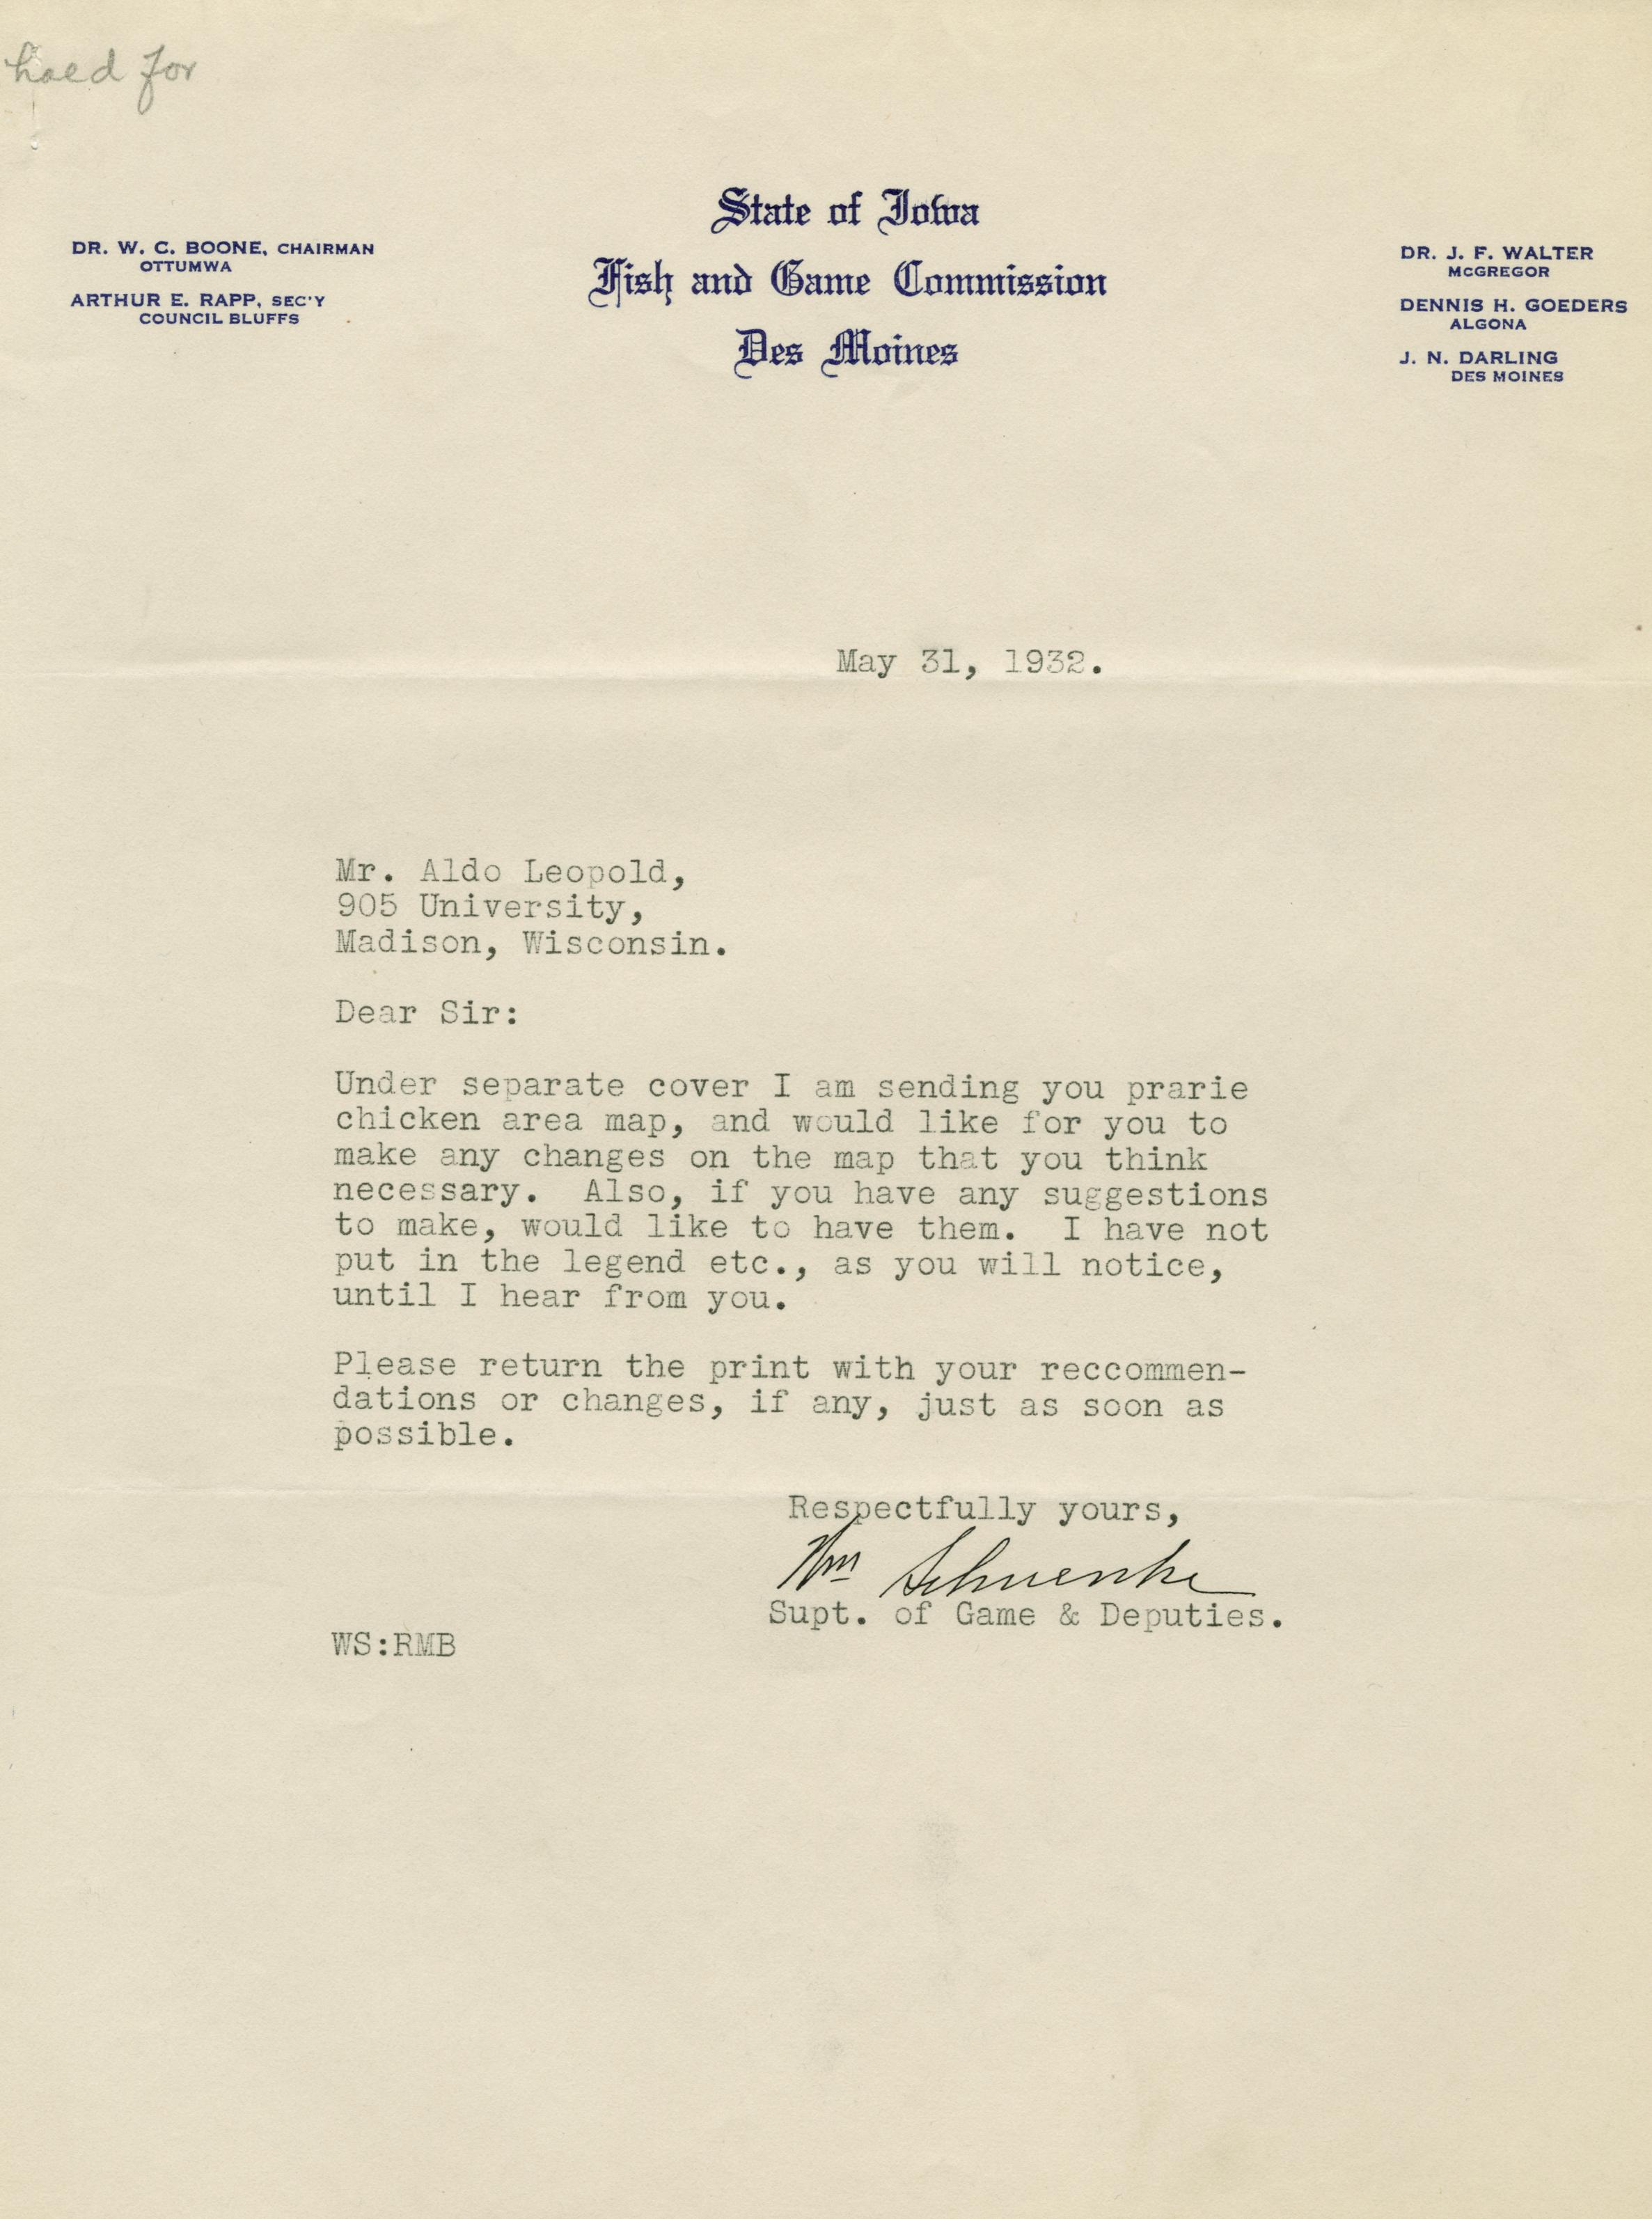 haed for
State of Iowa
Fish and Game Commission
Des Moines
DR. W. C. BOONE, CHAIRMAN
OTTUMWA
ARTHUR E. RAPP, SEC'Y
COUNCIL BLUFFS
DR. J. F. WALTER
McGREGOR
DENNIS H. GOEDERS
ALGONA
J. N. DARLING
DES MOINES
May 31, 1932.
Mr. Aldo Leopold,
905 University,
Madison, Wisconsin.
Dear Sir:
Under separate cover I am sending you prarie
chicken area map, and would like for you to
make any changes on the map that you think
necessary.  Also, if you have any suggestions
to make, would like to have them.  I have not
put in the legend etc., as you will notice,
until I hear from you.
Please return the print with your reccommen-
dations or changes, if any, just as soon as
possible.
Respectfully yours,
Wm Schuenke
Supt. of Game & Deputies.
WS:RMB